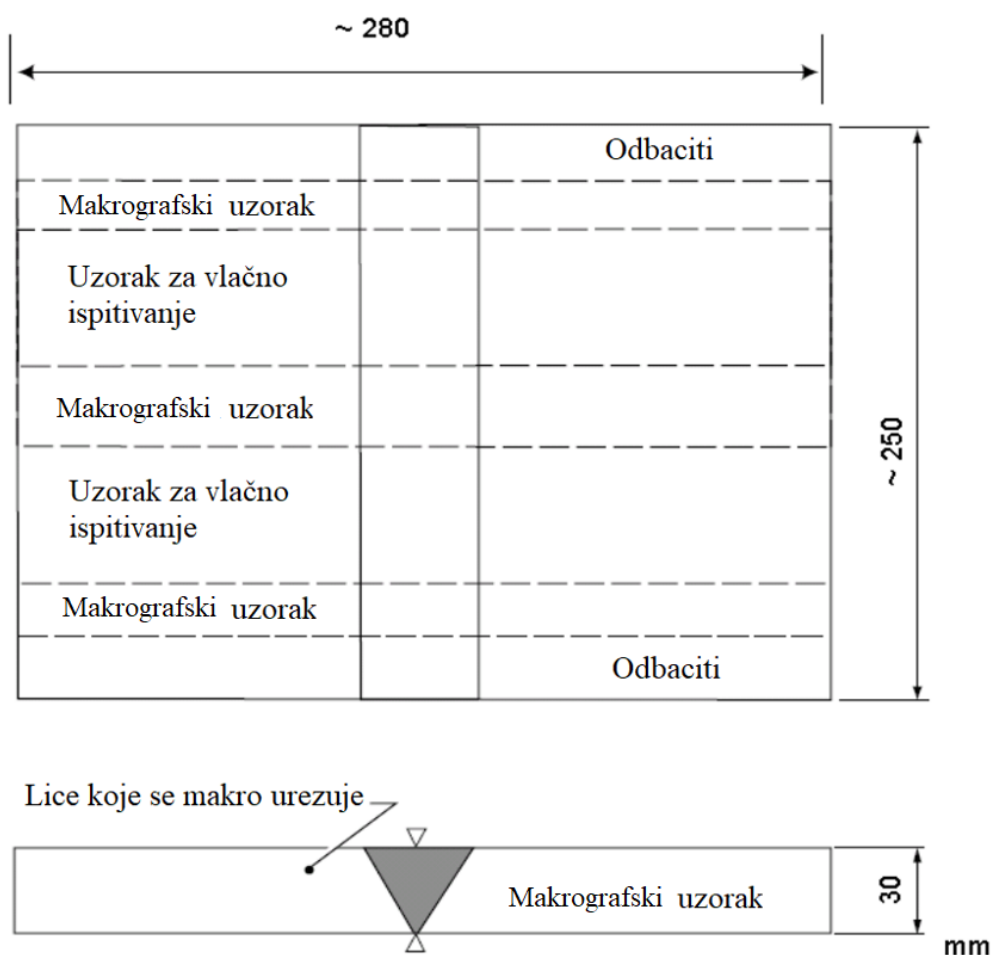 ~ 280
Odbaciti
Makrografski uzorak
Uzorak za vlačno
ispitivanje
Makrografski uzorak
~ 250
Uzorak za vlačno
ispitivanje
Makrografski uzorak
Odbaciti
Lice koje se makro urezuje
Makrografski uzorak
30
mm